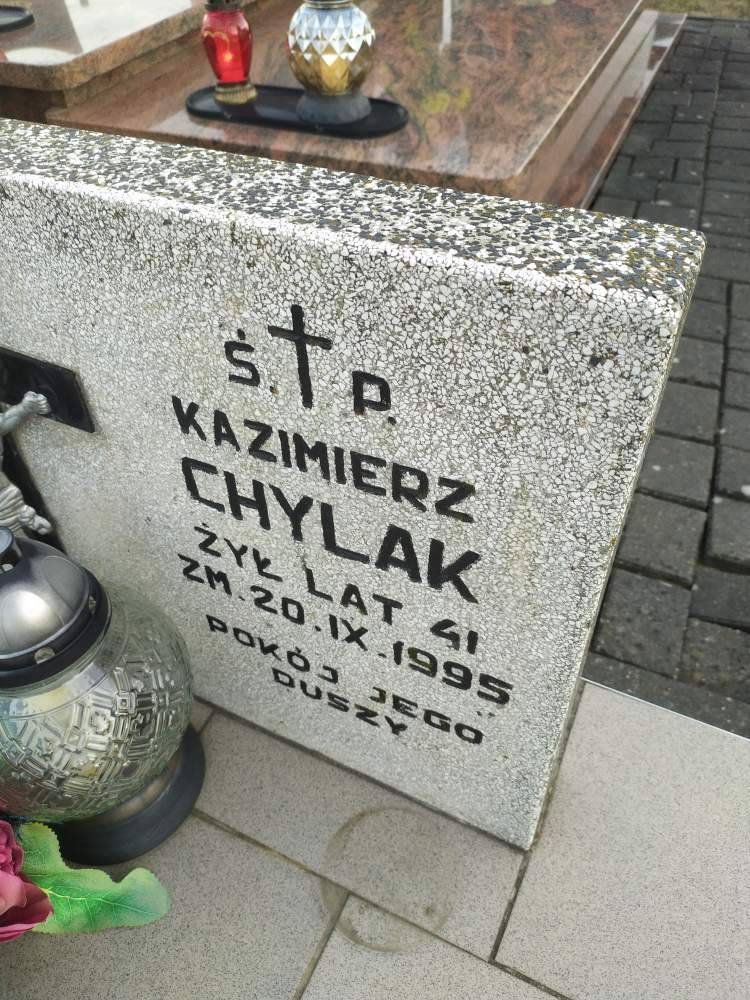 Ś. P.
KAZIMIERZ
CHYLAK
ŻYŁ LAT 41
ZM. 20. IX. 1995
POKÓJ JEGO
DUSZY